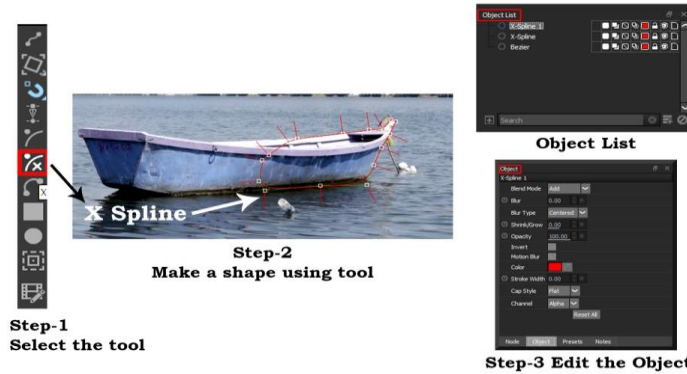 X
Step-1
Select the tool
X Spline
Step-2
Make a shape using tool
Object List
X-Spline 1
X-Spline
Bezier
Search
Object List
Object
X-Spline 1
Blend Mode Add
Blur 0.00
Blur Type Centered
Shrink/Grow 0.00
Opacity 100.00
Invert
Motion Blur
Color
Stroke Width 0.00
Cap Style Flat
Channel Alpha
Reset All
Node Object Presets Notes
Step-3 Edit the Object